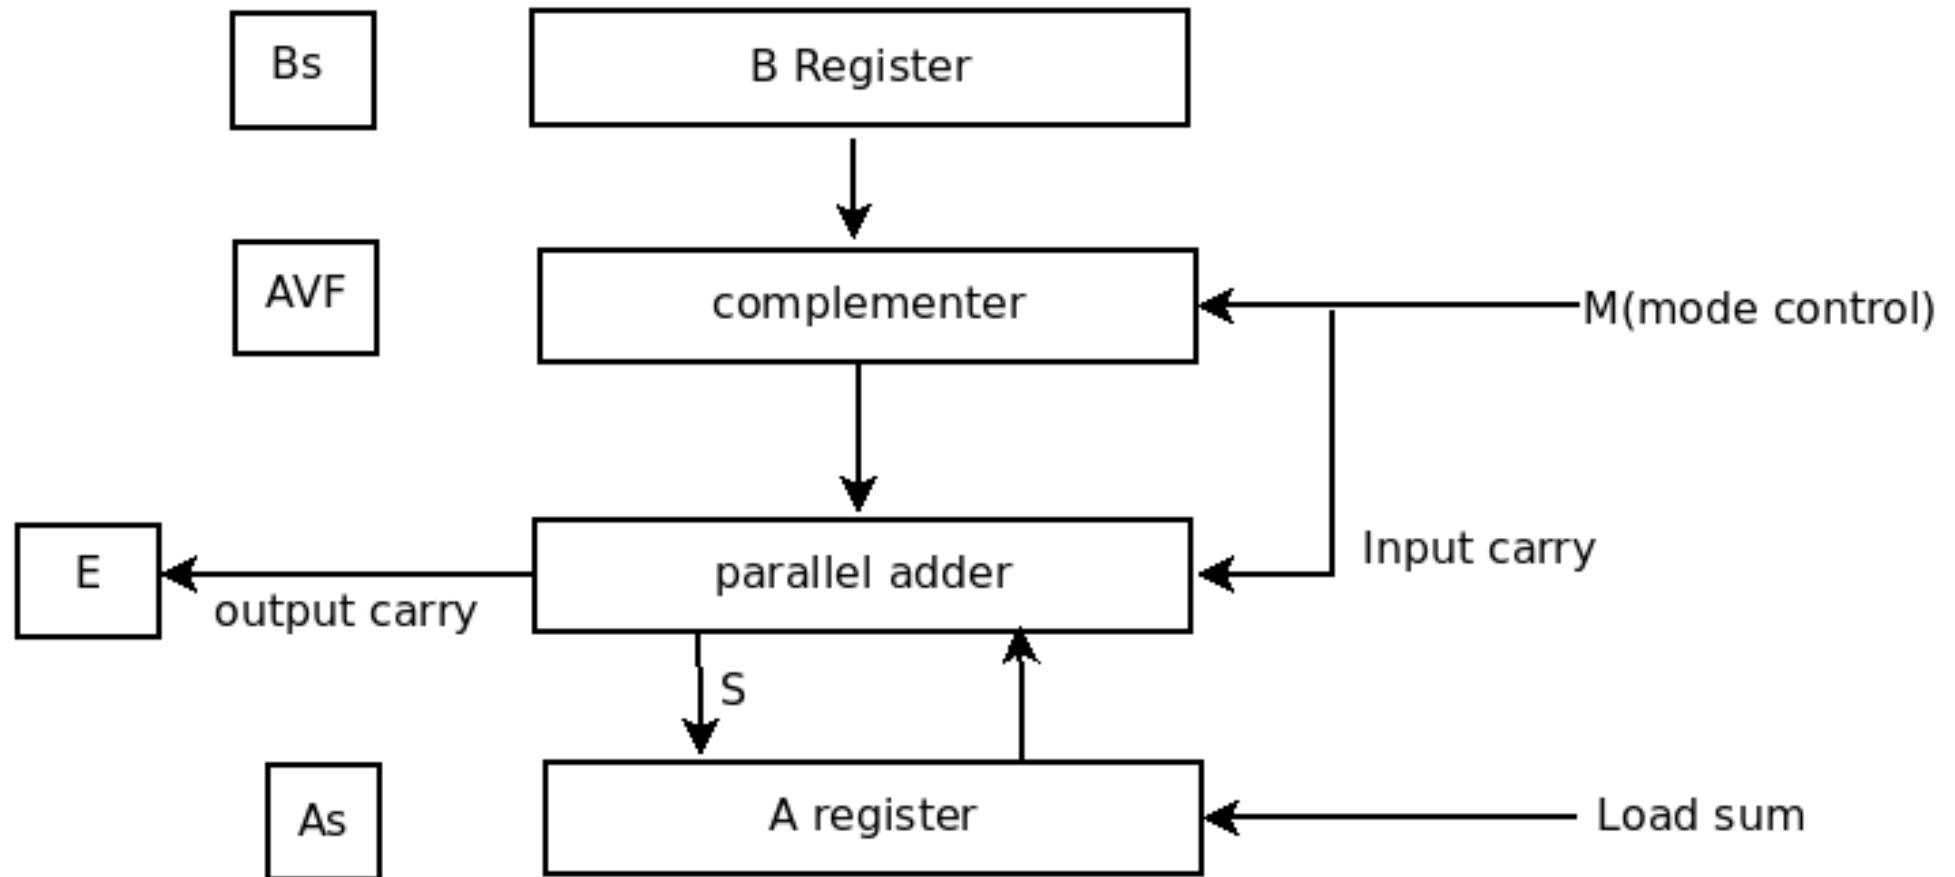 Bs
B Register
AVF
complementer
M(mode control)
E
output carry
parallel adder
Input carry
S
As
A register
Load sum